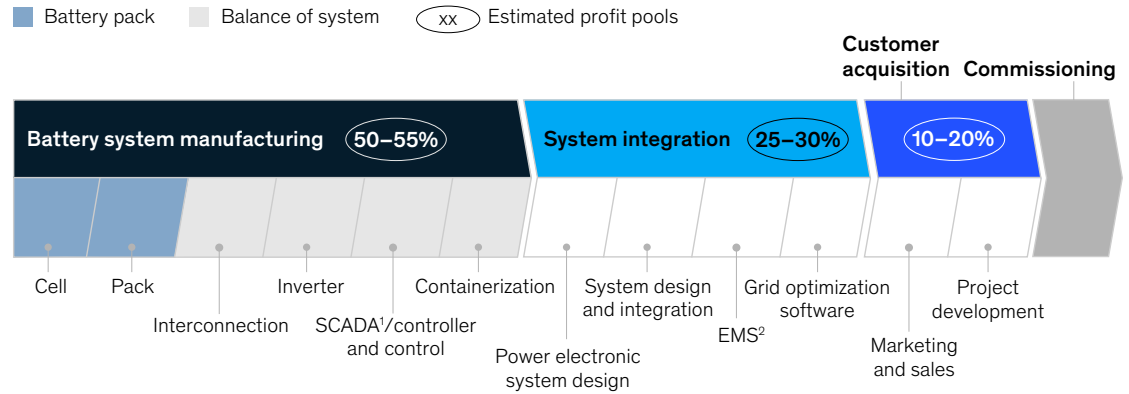 Battery pack
Balance of system
xx
Estimated profit pools
Customer
acquisition
Commissioning
Battery system manufacturing
50–55%
System integration
25–30%
10–20%
Cell
Pack
Interconnection
Inverter
SCADA¹/controller
and control
Containerization
Power electronic
system design
System design
and integration
EMS²
Grid optimization
software
Marketing
and sales
Project
development